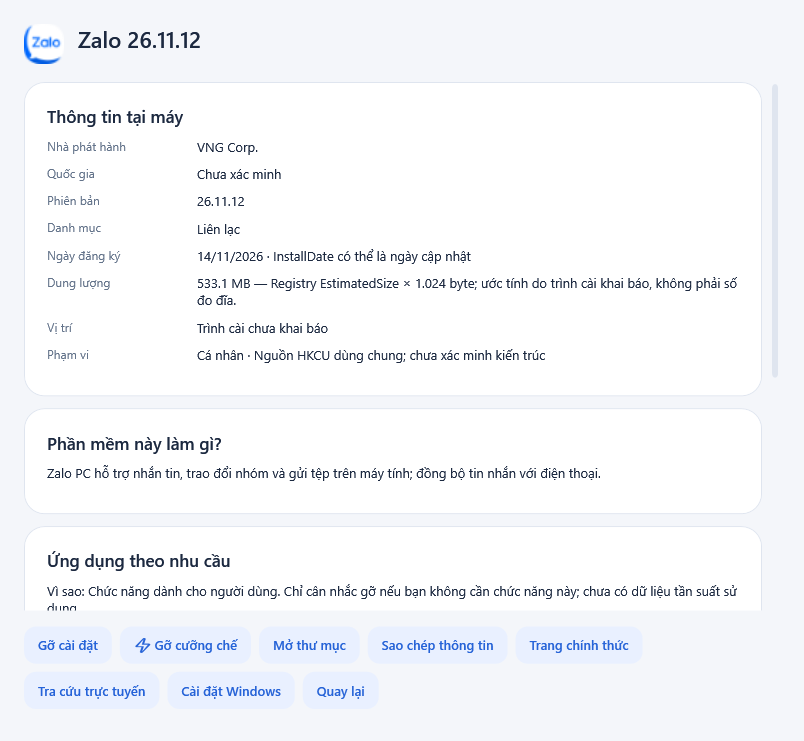 Zalo
Zalo 26.11.12
Thông tin tại máy
Nhà phát hành VNG Corp.
Quốc gia Chưa xác minh
Phiên bản 26.11.12
Danh mục Liên lạc
Ngày đăng ký 14/11/2026 · InstallDate có thể là ngày cập nhật
Dung lượng 533.1 MB — Registry EstimatedSize × 1.024 byte; ước tính do trình cài khai báo, không phải số
đo đĩa.
Vị trí Trình cài chưa khai báo
Phạm vi Cá nhân · Nguồn HKCU dùng chung; chưa xác minh kiến trúc
Phần mềm này làm gì?
Zalo PC hỗ trợ nhắn tin, trao đổi nhóm và gửi tệp trên máy tính; đồng bộ tin nhắn với điện thoại.
Ứng dụng theo nhu cầu
Vì sao: Chức năng dành cho người dùng. Chỉ cân nhắc gỡ nếu bạn không cần chức năng này; chưa có dữ liệu tần suất sử
dụng
Gỡ cài đặt Gỡ cưỡng chế Mở thư mục Sao chép thông tin Trang chính thức
Tra cứu trực tuyến Cài đặt Windows Quay lại